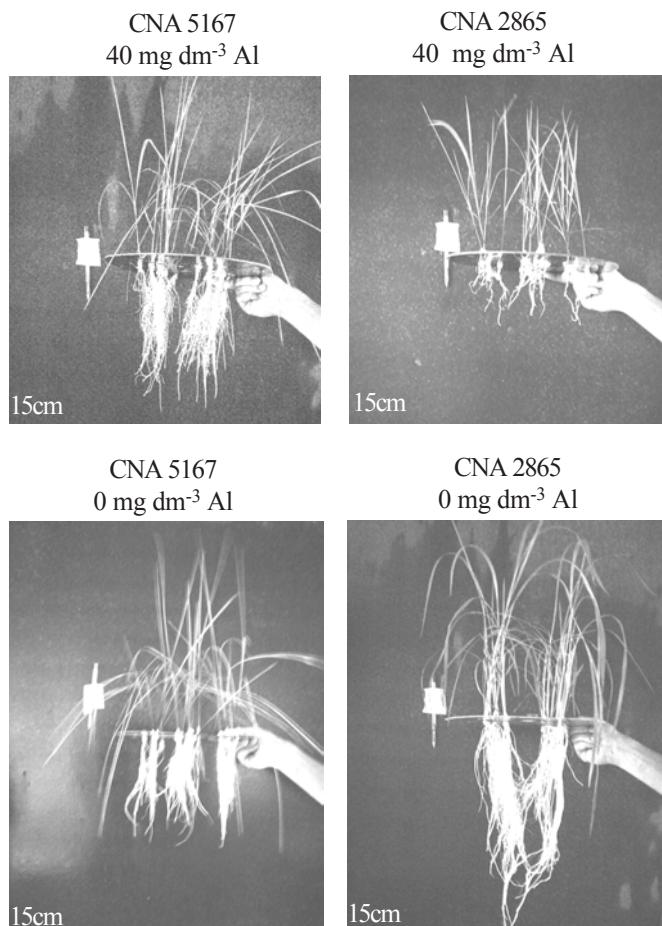 CNA 5167
40 mg dm⁻³ Al
CNA 2865
40 mg dm⁻³ Al
15cm
15cm
CNA 5167
0 mg dm⁻³ Al
CNA 2865
0 mg dm⁻³ Al
15cm
15cm